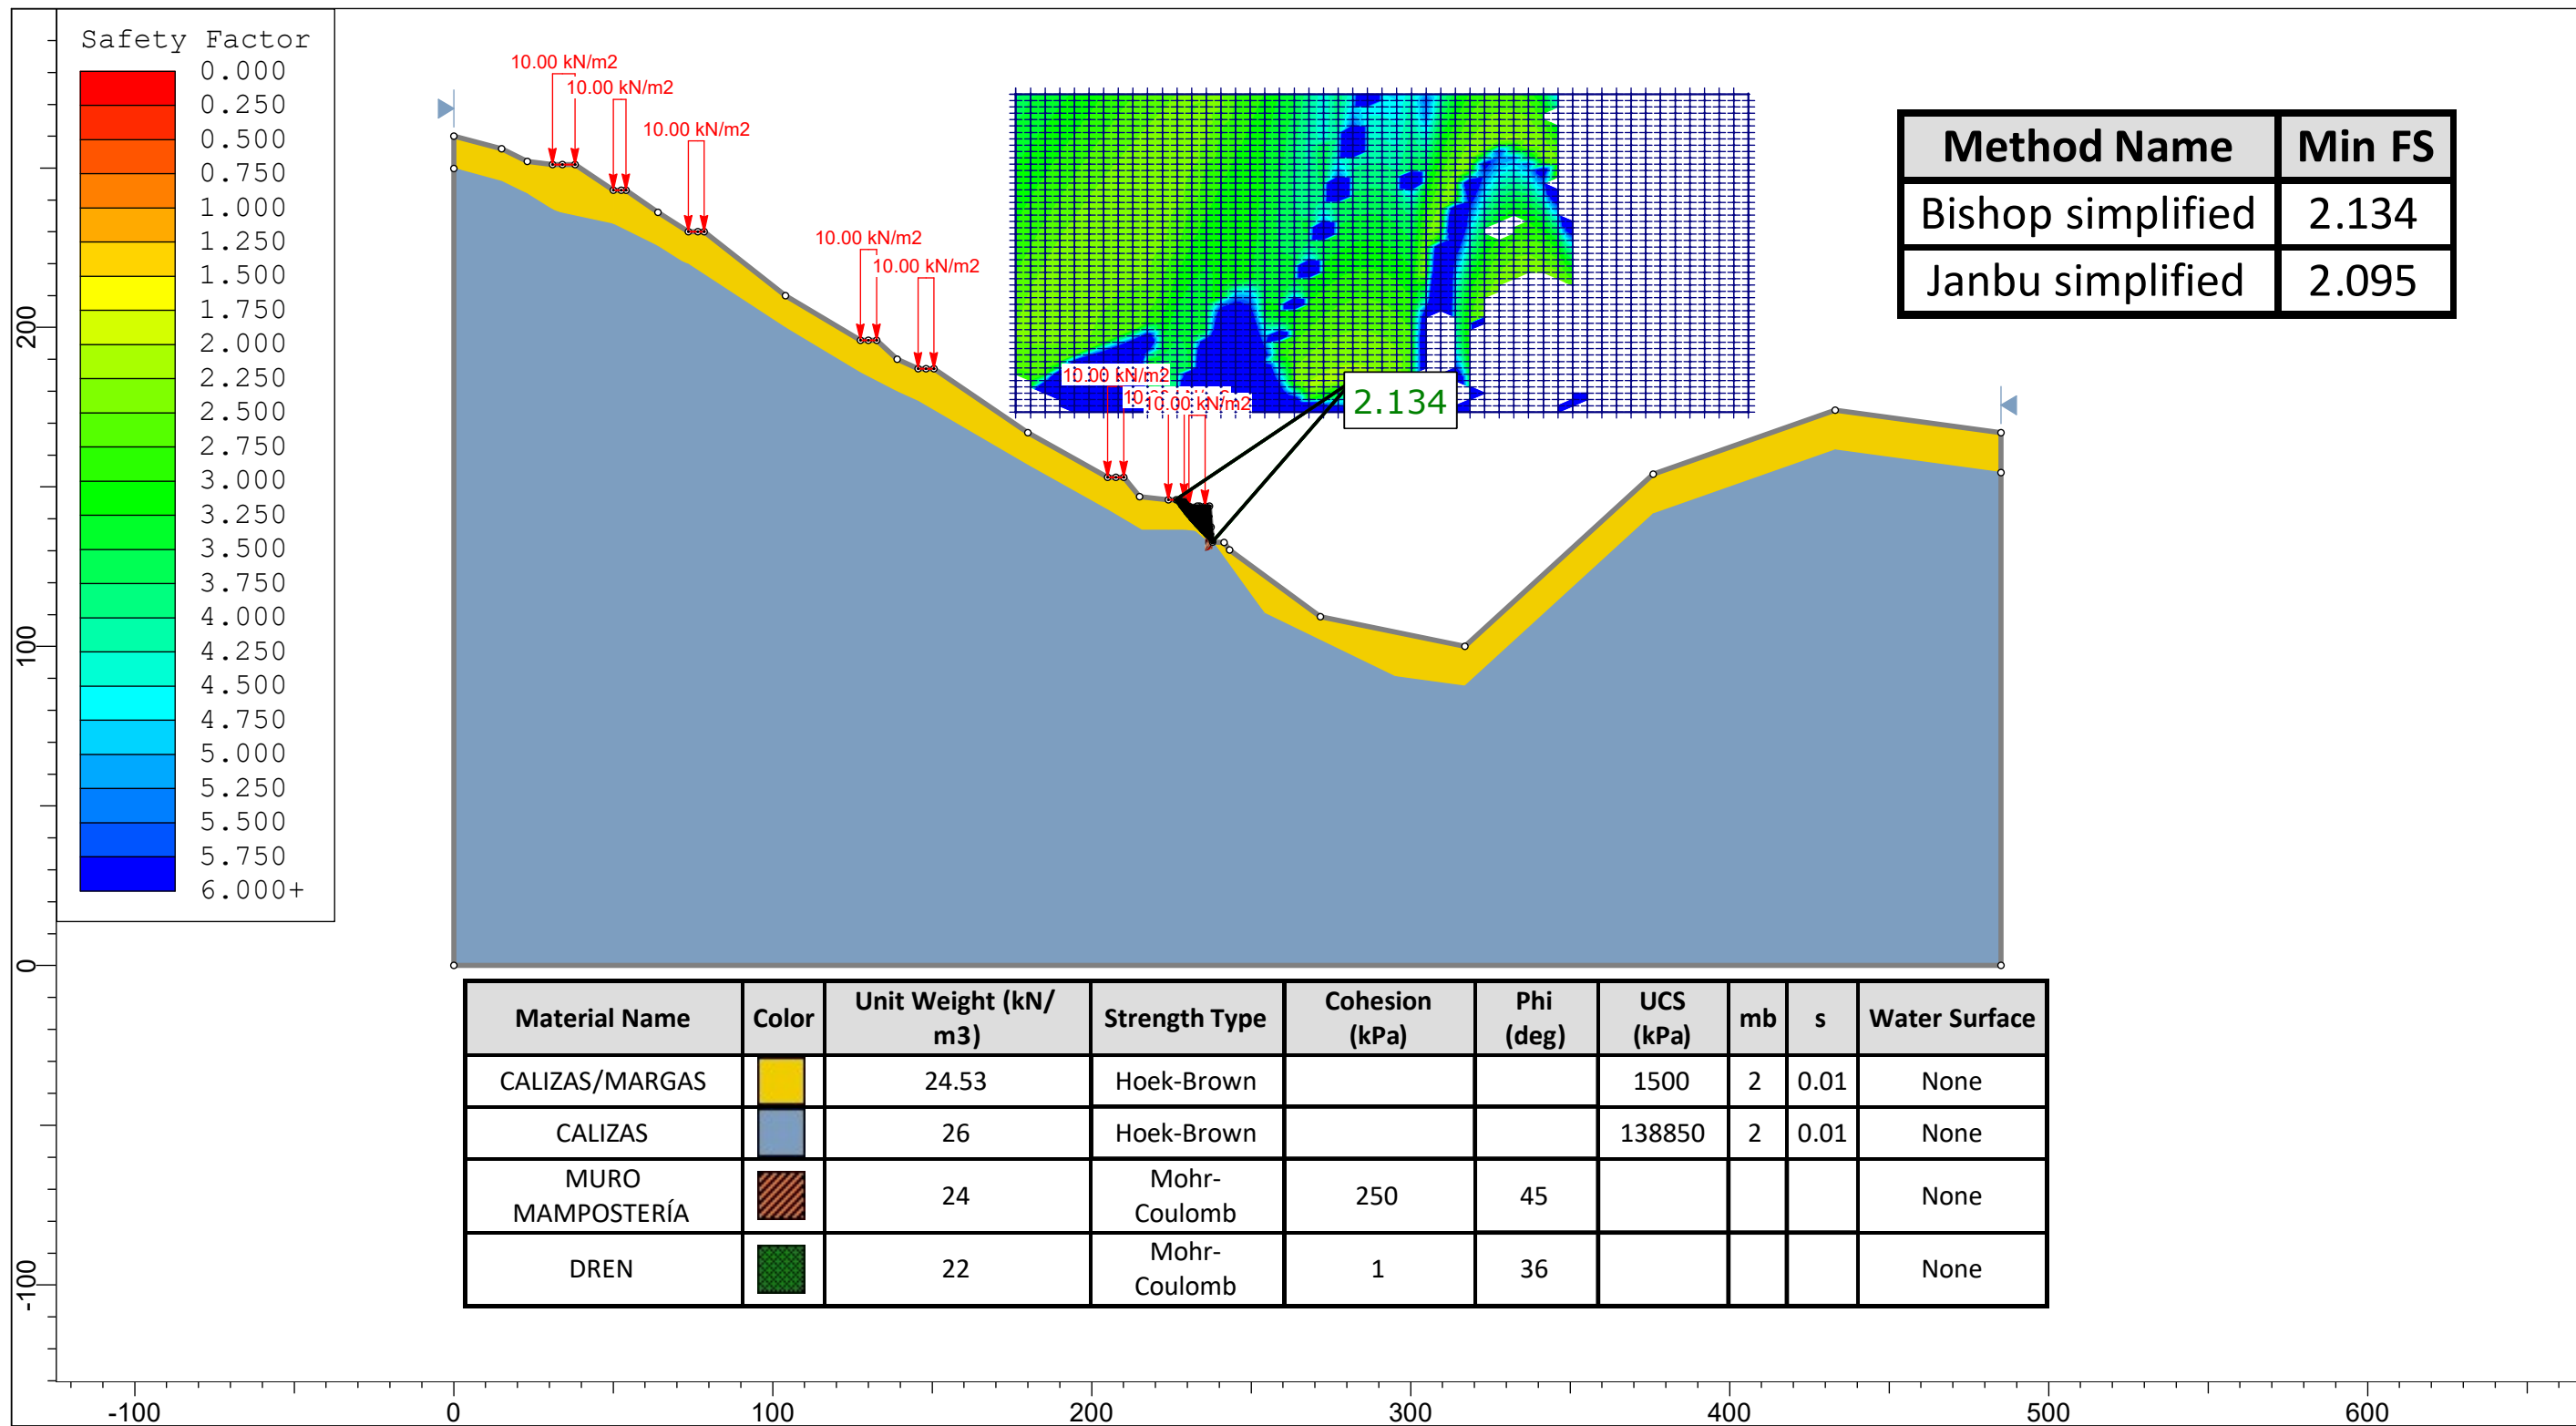 Safety Factor
0.000
0.250
0.500
0.750
1.000
1.250
1.500
1.750
2.000
2.250
2.500
2.750
3.000
3.250
3.500
3.750
4.000
4.250
4.500
4.750
5.000
5.250
5.500
5.750
6.000+
10.00 kN/m2
10.00 kN/m2
10.00 kN/m2
10.00 kN/m2
10.00 kN/m2
10.00 kN/m2
10.00 kN/m2
2.134
Method Name Min FS
Bishop simplified 2.134
Janbu simplified 2.095
200
100
0
-100
Material Name Color Unit Weight (kN/ Strength Type Cohesion Phi UCS mb s Water Surface
m3) (kPa) (deg) (kPa)
CALIZAS/MARGAS 24.53 Hoek-Brown 1500 2 0.01 None
CALIZAS 26 Hoek-Brown 138850 2 0.01 None
MURO MAMPOSTERÍA 24 Mohr-Coulomb 250 45 None
DREN 22 Mohr-Coulomb 1 36 None
-100 0 100 200 300 400 500 600